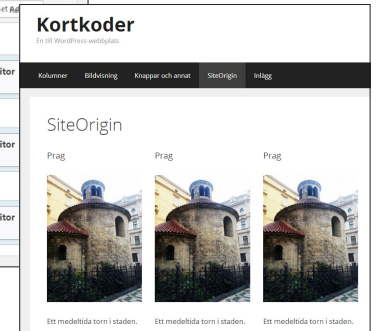 itor
itor
itor
Kortkoder
En till WordPress-webbplats
Kolumner Bildvisning Knappar och annat SiteOrigin Inlägg
SiteOrigin
Prag Prag Prag
Ett medeltida torn i staden. Ett medeltida torn i staden. Ett medeltida torn i staden.